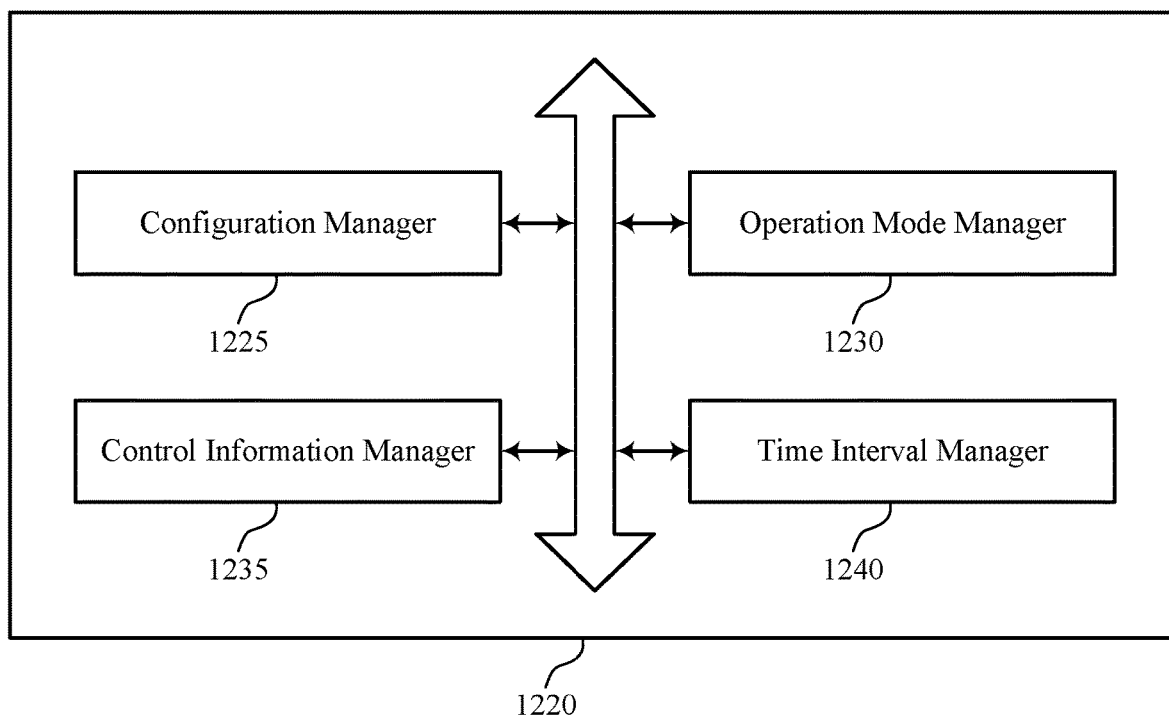 Configuration Manager
Operation Mode Manager
1225
1230
Control Information Manager
Time Interval Manager
1235
1240
1220